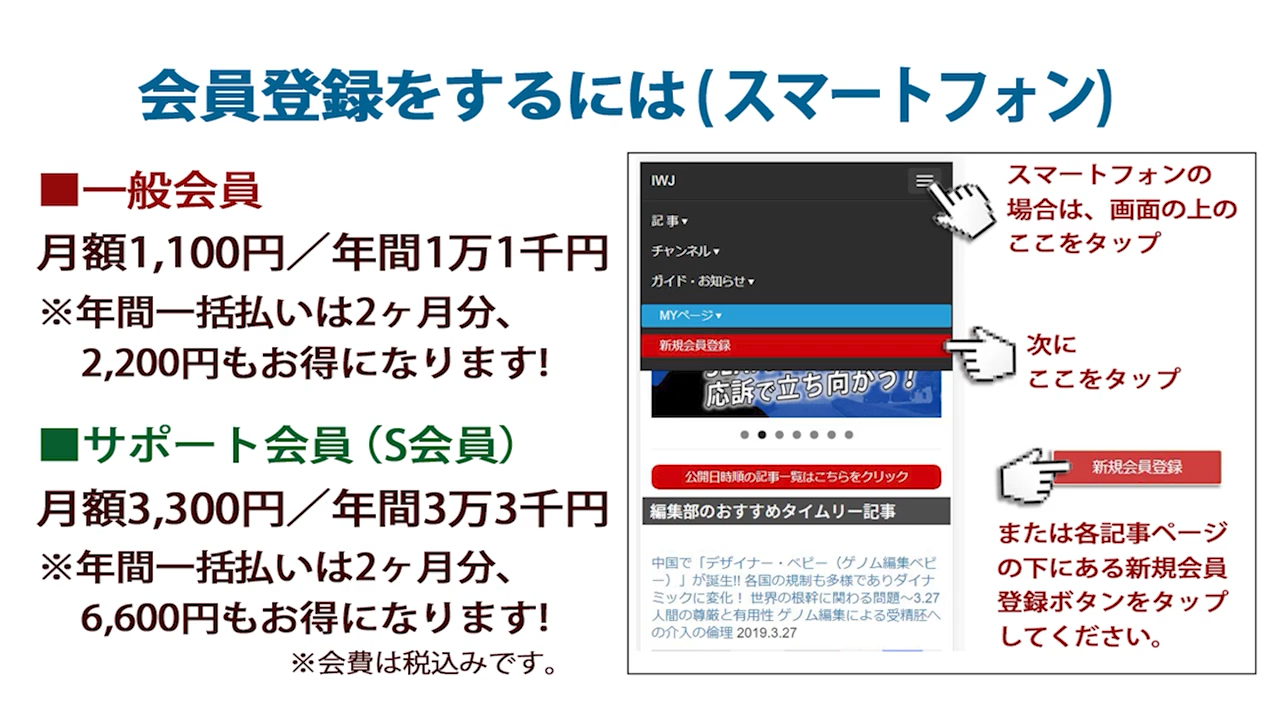 会員登録をするには(スマートフォン)
■一般会員
月額1,100円／年間1万1千円
※年間一括払いは2ヶ月分、
2,200円もお得になります!
■サポート会員（S会員）
月額3,300円／年間3万3千円
※年間一括払いは2ヶ月分、
6,600円もお得になります!
※会費は税込みです。
IWJ
記事▾
チャンネル▾
ガイド・お知らせ▾
MYページ▾
新規会員登録
応訴で立ち向かう！
公開日時順の記事一覧はこちらをクリック
編集部のおすすめタイムリー記事
中国で「デザイナー・ベビー（ゲノム編集ベビ
ー）」が誕生!! 各国の規制も多様でありダイナ
ミックに変化！ 世界の根幹に関わる問題～3.27
人間の尊厳と有用性 ゲノム編集による受精胚へ
の介入の倫理 2019.3.27
スマートフォンの
場合は、画面の上の
ここをタップ
次に
ここをタップ
新規会員登録
または各記事ページ
の下にある新規会員
登録ボタンをタップ
してください。